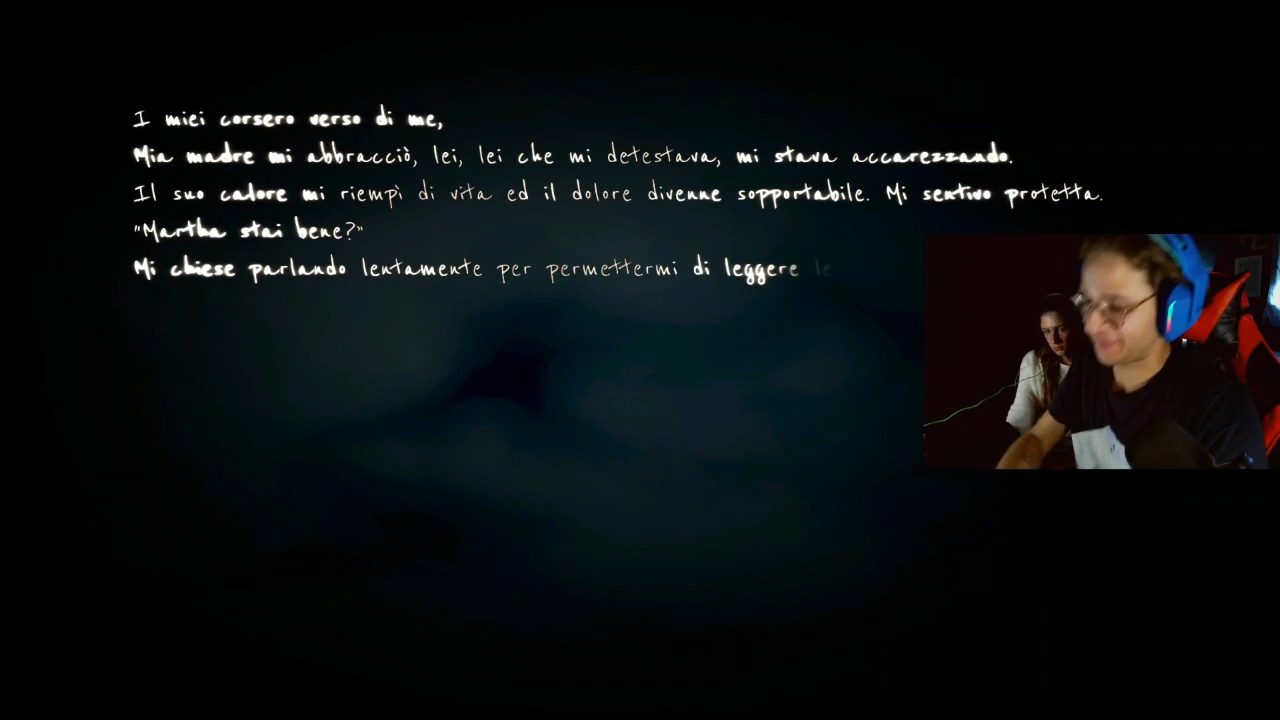 I miei corsero verso di me,
Mia madre mi abbracciò, lei, lei che mi detestava, mi stava accarezzando.
Il suo calore mi riempì di vita ed il dolore divenne sopportabile. Mi sentivo protetta.
"Martha stai bene?"
Mi chiese parlando lentamente per permettermi di leggere le